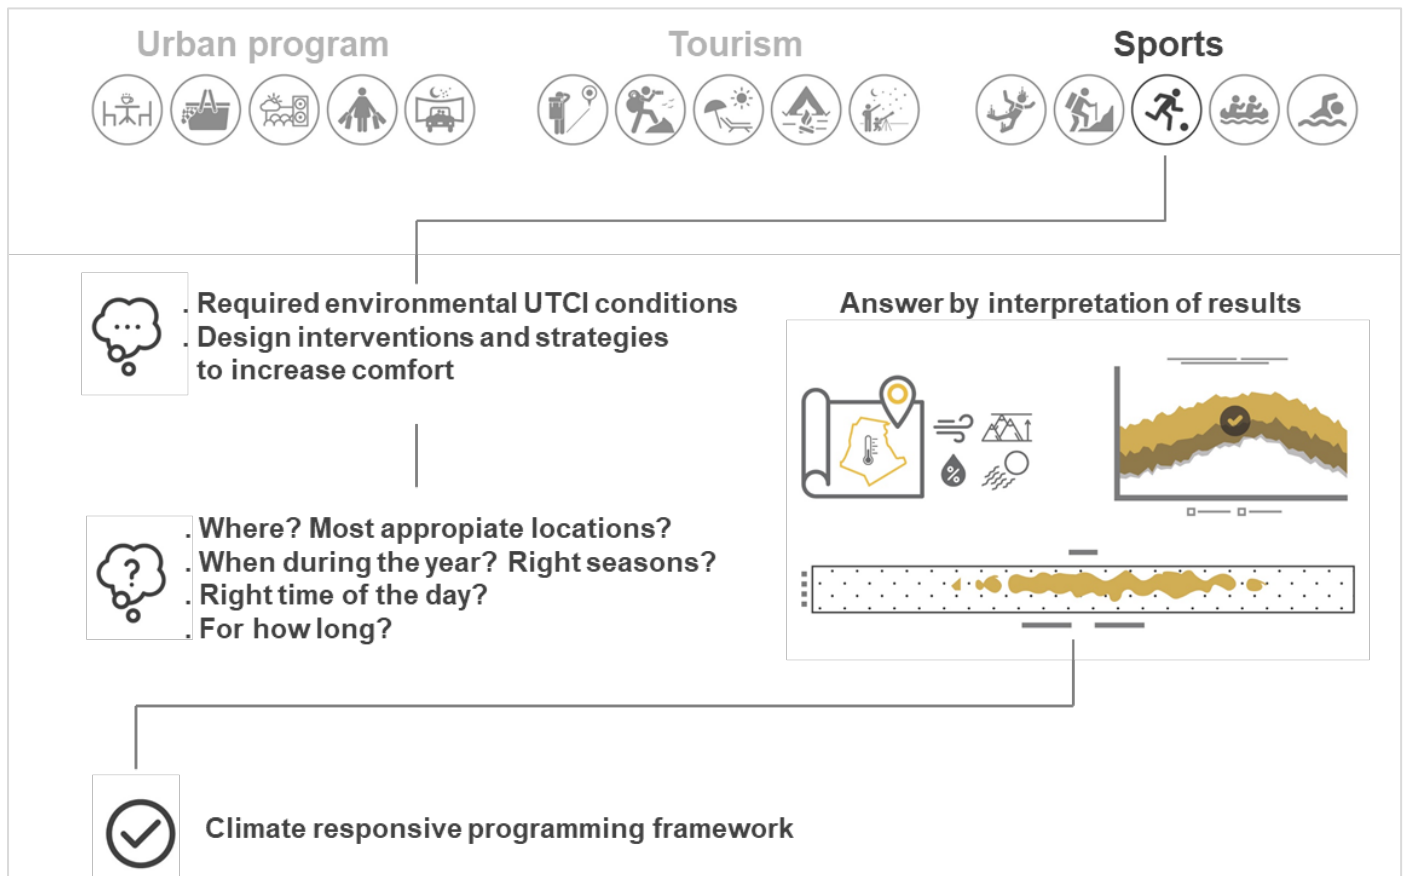 Urban program
Tourism
Sports
. Required environmental UTCI conditions
. Design interventions and strategies
to increase comfort
Answer by interpretation of results
. Where? Most appropiate locations?
. When during the year? Right seasons?
. Right time of the day?
. For how long?
Climate responsive programming framework